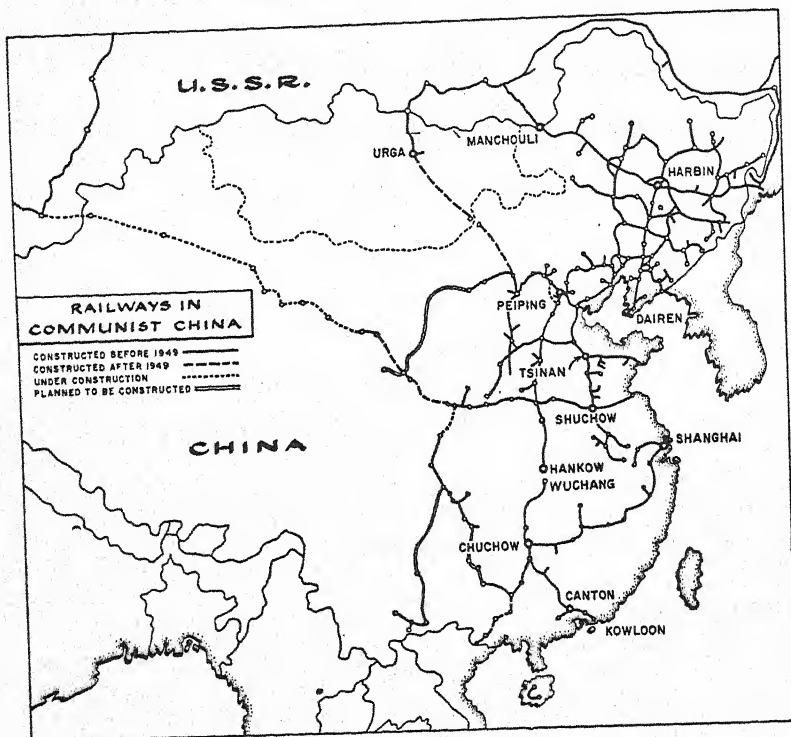 U.S.S.R.
URGA
MANCHOULI
HARBIN
PEIPING
DAIREN
RAILWAYS IN
COMMUNIST CHINA
CONSTRUCTED BEFORE 1949
CONSTRUCTED AFTER 1949
UNDER CONSTRUCTION
PLANNED TO BE CONSTRUCTED
TSINAN
SHUCHOW
CHINA
SHANGHAI
HANKOW
WUCHANG
CHUCHOW
CANTON
KOWLOON